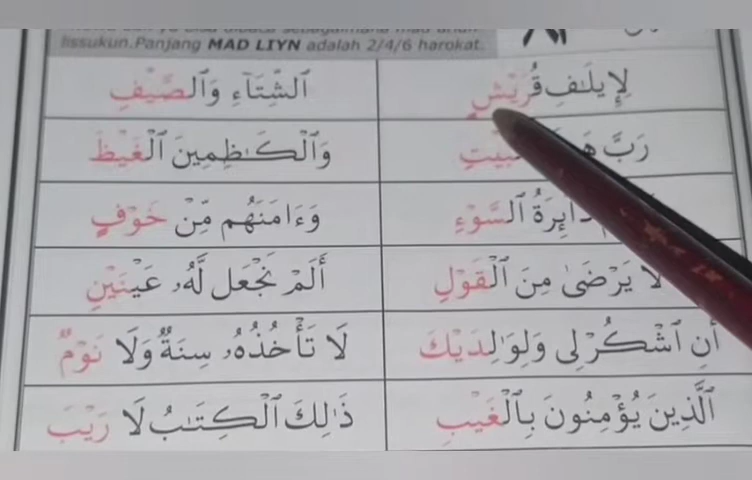 lissukun.Panjang MAD LIYN adalah 2/4/6 harokat.
لِإِيلَـٰفِ قُرَيْشٍ
ٱلشِّتَآءِ وَٱلصَّيْفِ
رَبَّ
وَٱلْكَـٰظِمِينَ ٱلْغَيْظَ
دَآئِرَةُ ٱلسَّوْءِ
وَءَامَنَهُم مِّنْ خَوْفٍ
لَا يَرْضَىٰ مِنَ ٱلْقَوْلِ
أَلَمْ نَجْعَل لَّهُۥ عَيْنَيْنِ
أَنِ ٱشْكُرْ لِى وَلِوَٰلِدَيْكَ
لَا تَأْخُذُهُۥ سِنَةٌ وَلَا نَوْمٌ
ٱلَّذِينَ يُؤْمِنُونَ بِٱلْغَيْبِ
ذَٰلِكَ ٱلْكِتَـٰبُ لَا رَيْبَ